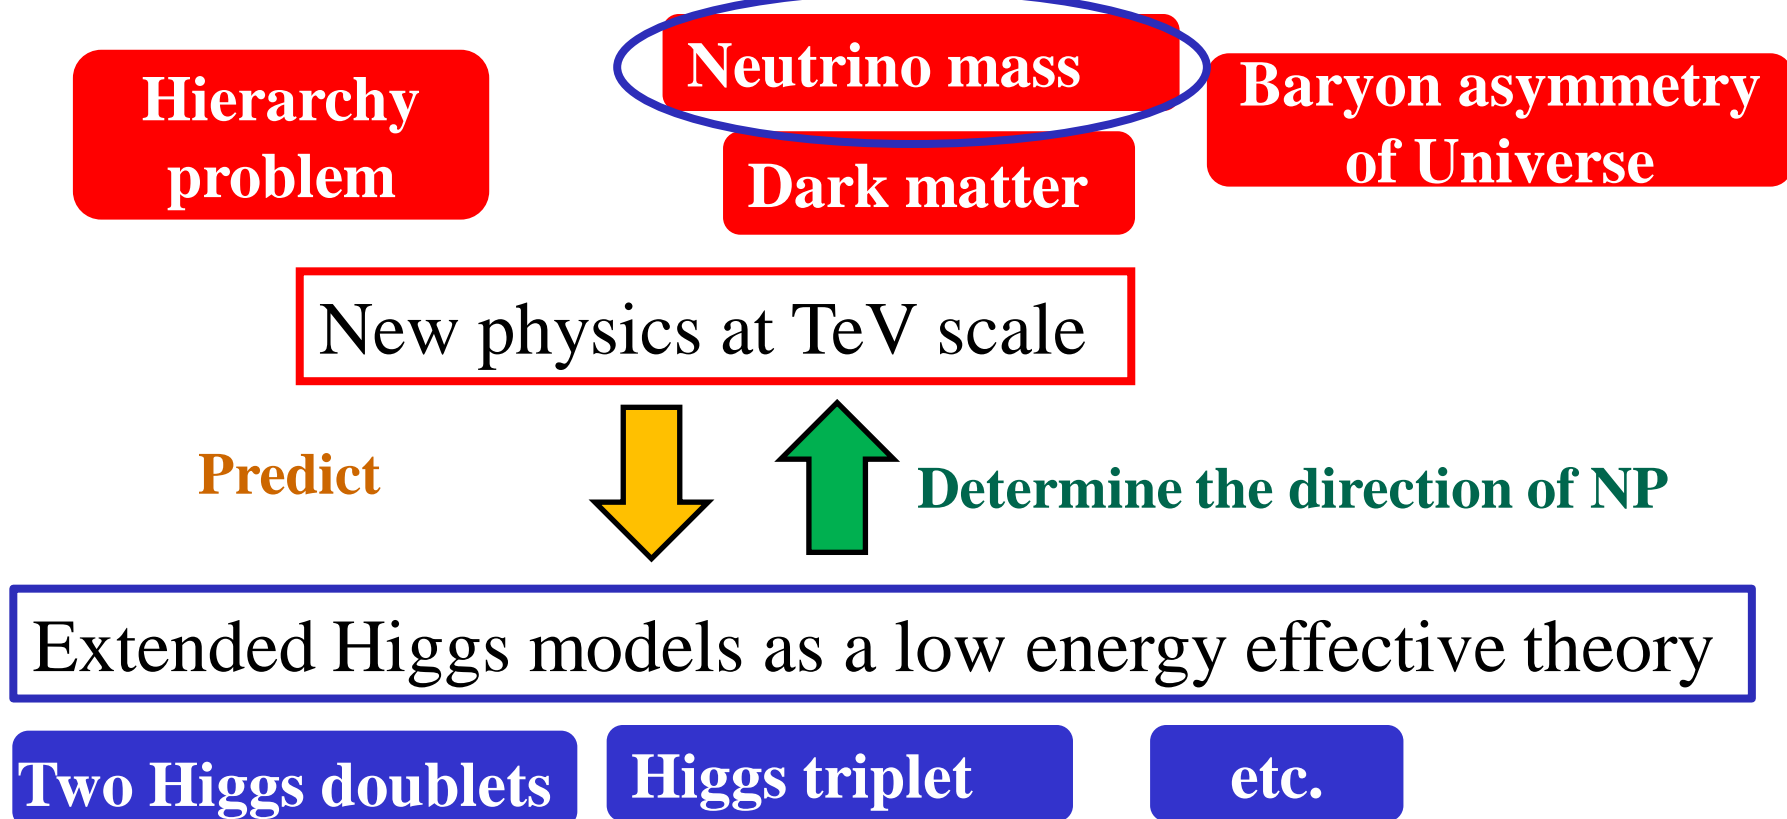 Neutrino mass
Hierarchy
problem
Baryon asymmetry
of Universe
Dark matter
New physics at TeV scale
Predict
Determine the direction of NP
Extended Higgs models as a low energy effective theory
Two Higgs doublets
Higgs triplet
etc.